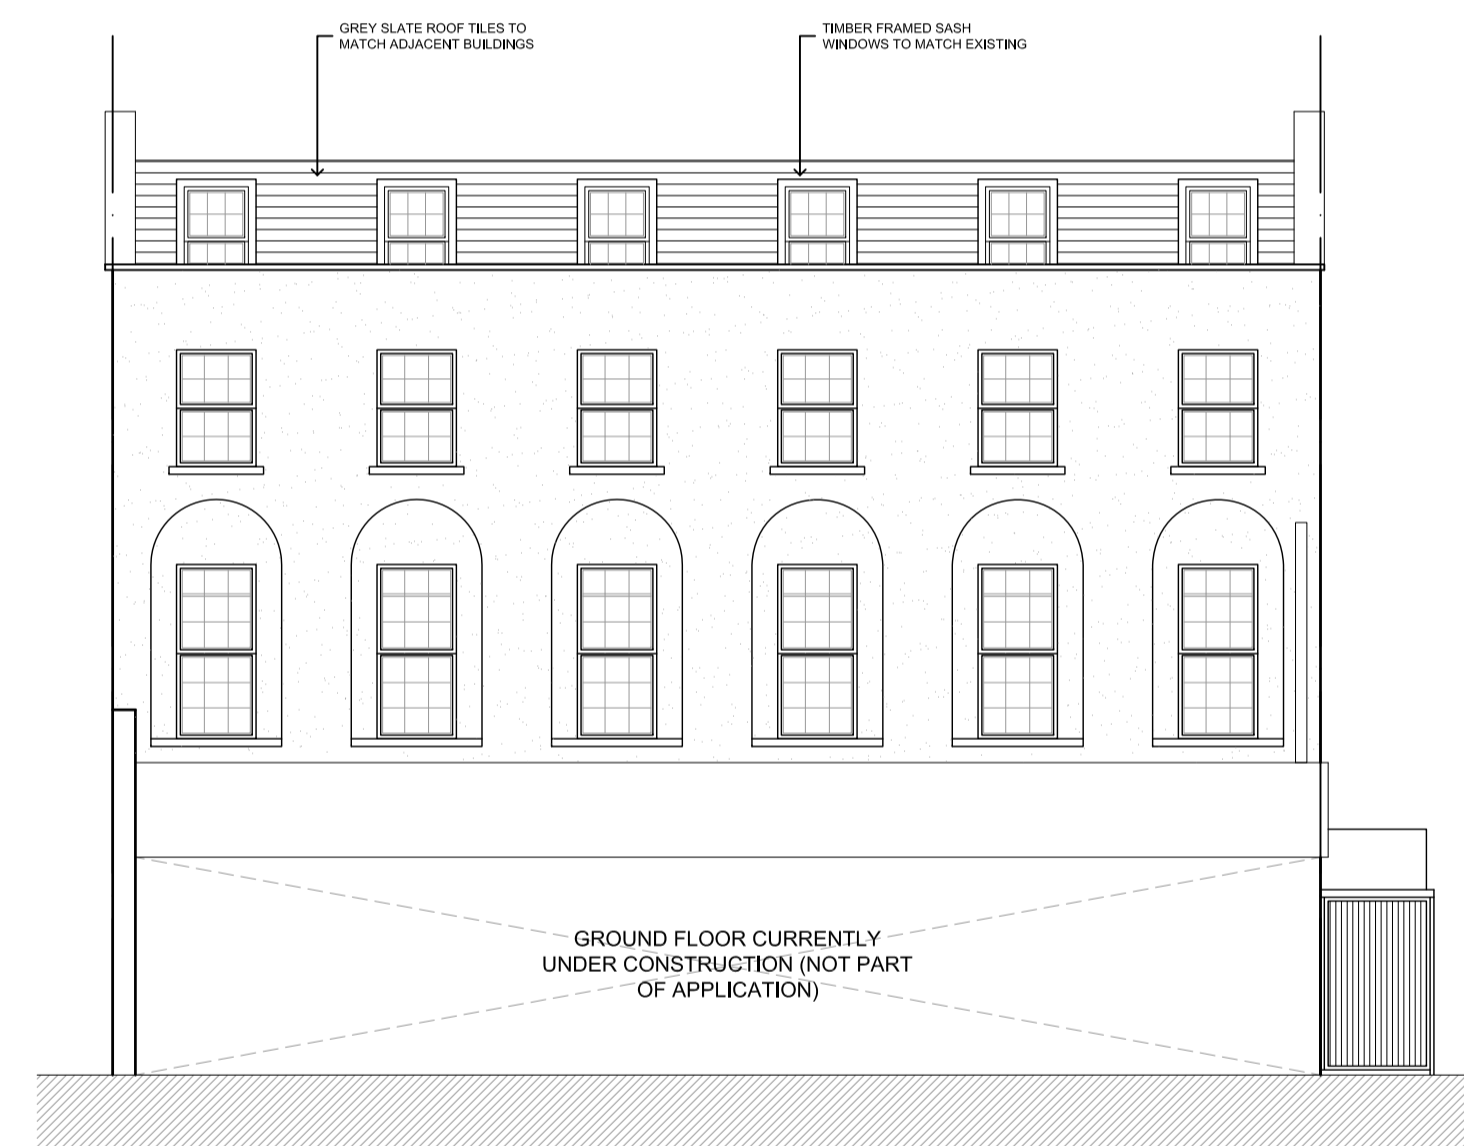 GREY SLATE ROOF TILES TO
MATCH ADJACENT BUILDINGS
TIMBER FRAMED SASH
WINDOWS TO MATCH EXISTING
GROUND FLOOR CURRENTLY
UNDER CONSTRUCTION (NOT PART
OF APPLICATION)